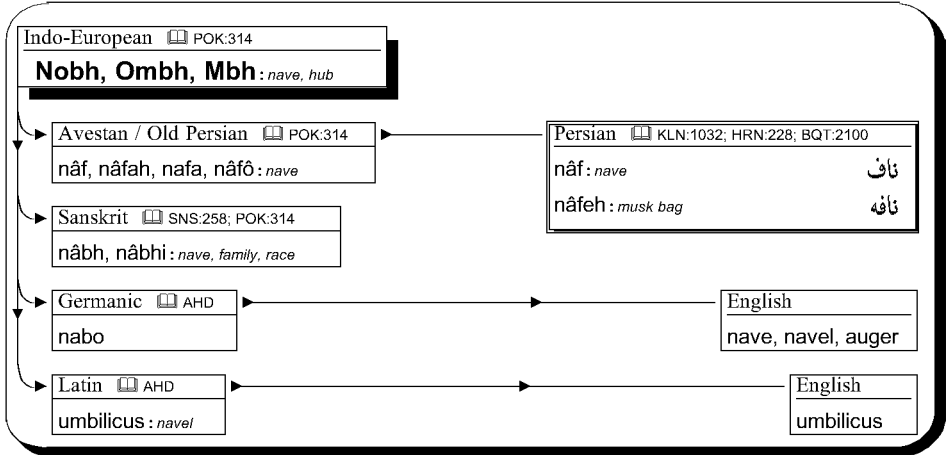 Indo-European 🕮 POK:314
Nobh, Ombh, Mbh : nave, hub
Avestan / Old Persian 🕮 POK:314
nâf, nâfah, nafa, nâfô : nave
Persian 🕮 KLN:1032; HRN:228; BQT:2100
nâf : nave ناف
nâfeh : musk bag نافه
Sanskrit 🕮 SNS:258; POK:314
nâbh, nâbhi : nave, family, race
Germanic 🕮 AHD
nabo
English
nave, navel, auger
Latin 🕮 AHD
umbilicus : navel
English
umbilicus